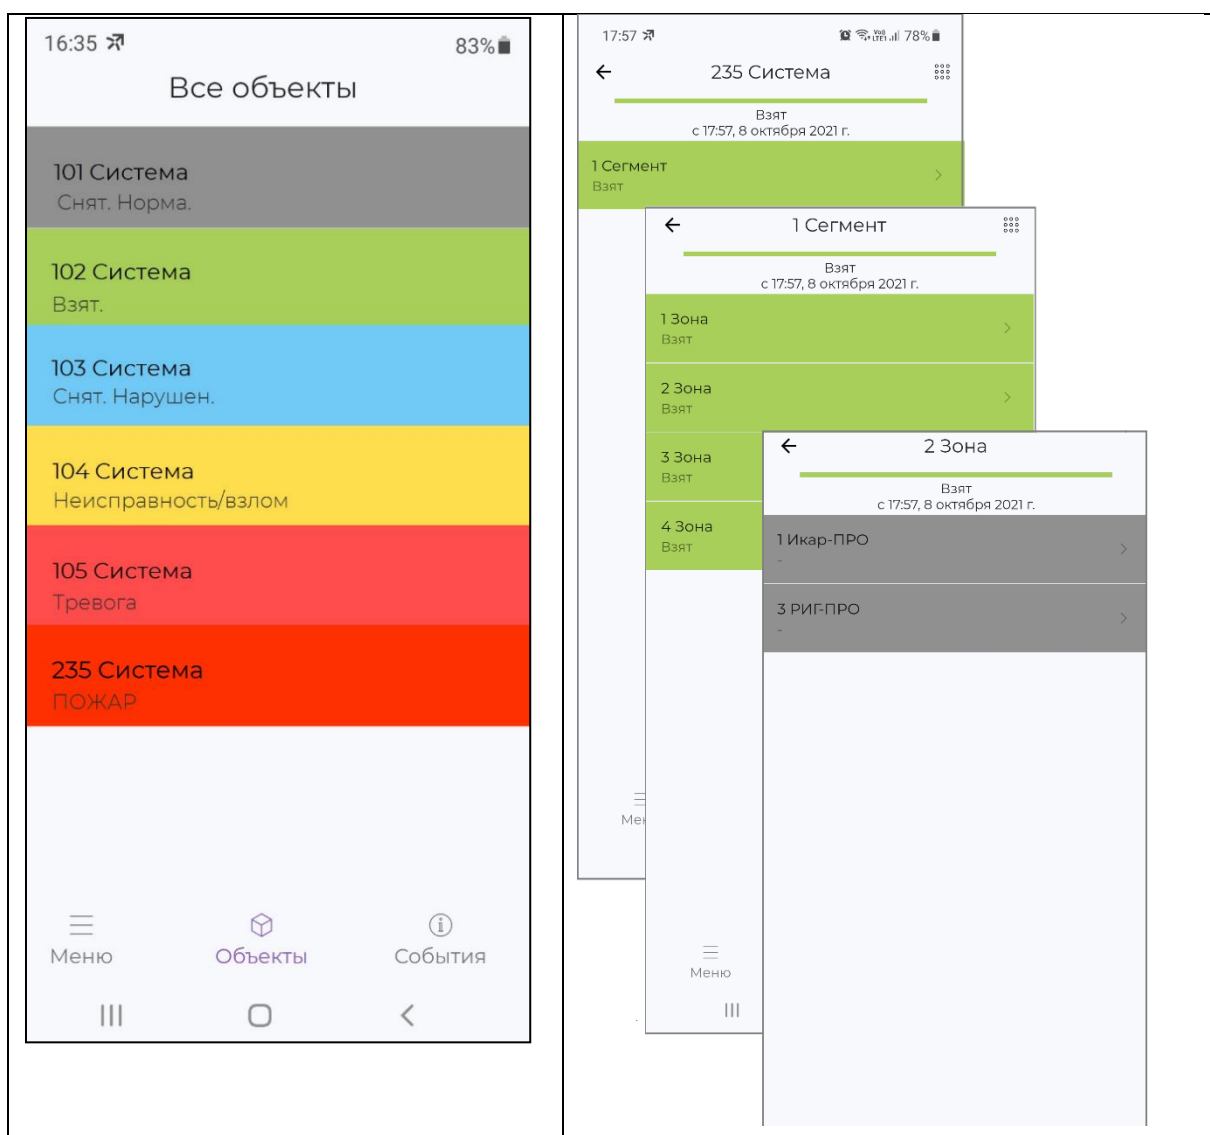 16:35
83%
Все объекты
101 Система
Снят. Норма.
102 Система
Взят.
103 Система
Снят. Нарушен.
104 Система
Неисправность/взлом
105 Система
Тревога
235 Система
ПОЖАР
Меню
Объекты
События
17:57
78%
235 Система
Взят
с 17:57, 8 октября 2021 г.
1 Сегмент
Взят
1 Сегмент
Взят
с 17:57, 8 октября 2021 г.
1 Зона
Взят
2 Зона
Взят
3 Зона
Взят
4 Зона
Взят
Меню
2 Зона
Взят
с 17:57, 8 октября 2021 г.
1 Икар-ПРО
-
3 РИГ-ПРО
-